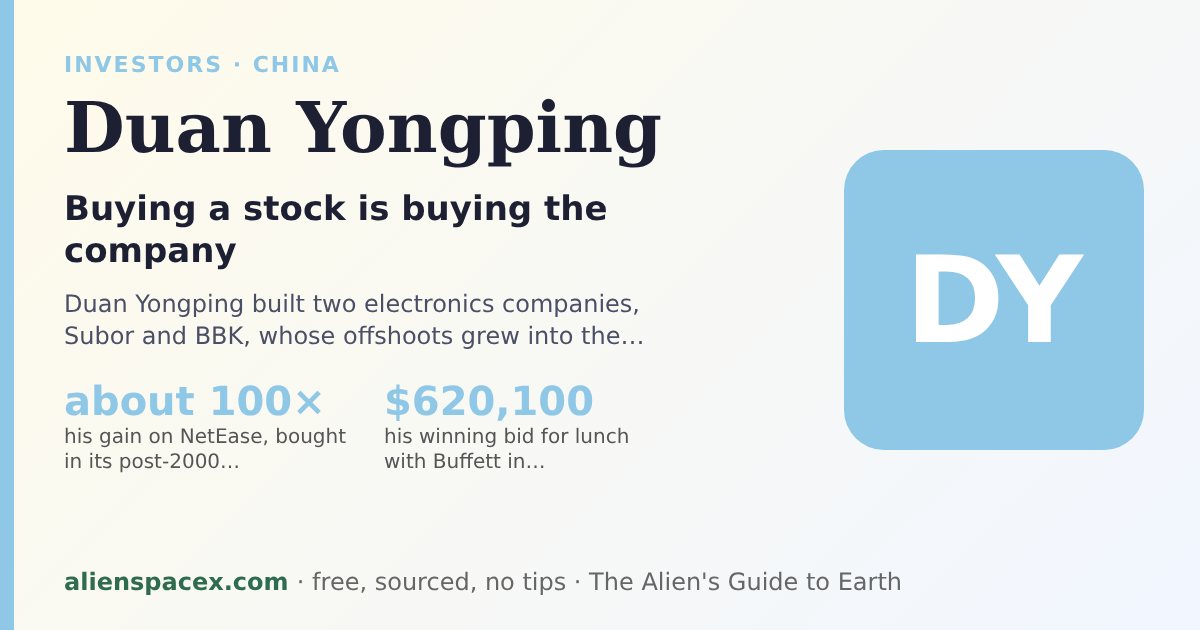 INVESTORS · CHINA
Duan Yongping
Buying a stock is buying the
company
Duan Yongping built two electronics companies,
Subor and BBK, whose offshoots grew into the…
about 100×
his gain on NetEase, bought
in its post-2000…
$620,100
his winning bid for lunch
with Buffett in…
DY
alienspacex.com · free, sourced, no tips · The Alien's Guide to Earth